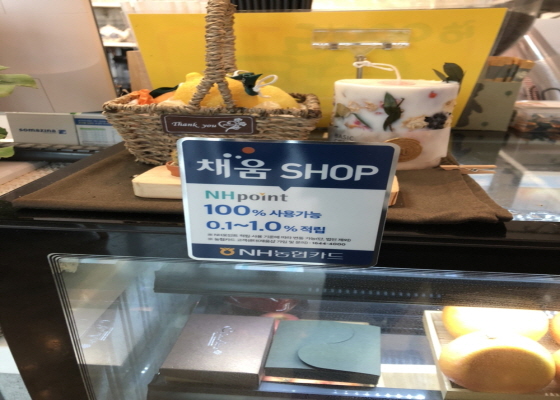 Thank you
채움 SHOP
NHpoint
100% 사용가능
0.1~1.0% 적립
NH농협카드